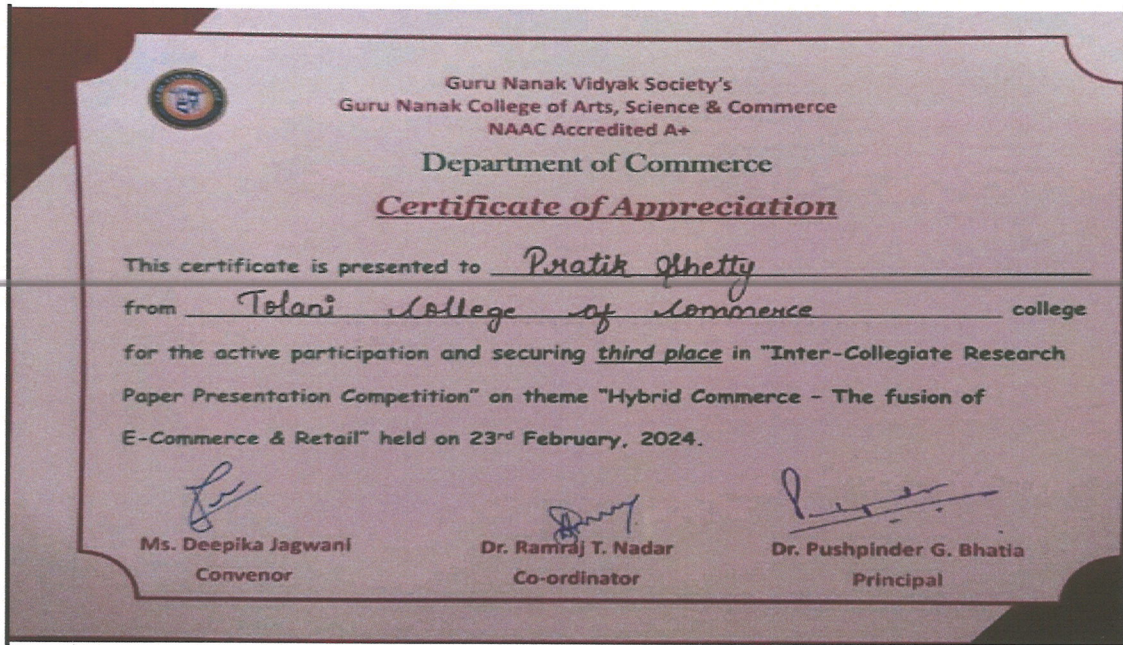 Guru Nanak Vidyak Society's
Guru Nanak College of Arts, Science & Commerce
NAAC Accredited A+
Department of Commerce
Certificate of Appreciation
This certificate is presented to Pratik Shetty
from Tolani College of Commerce college
for the active participation and securing third place in "Inter-Collegiate Research
Paper Presentation Competition" on theme "Hybrid Commerce - The fusion of
E-Commerce & Retail" held on 23rd February, 2024.
Ms. Deepika Jagwani Dr. Ramraj T. Nadar Dr. Pushpinder G. Bhatia
Convenor Co-ordinator Principal